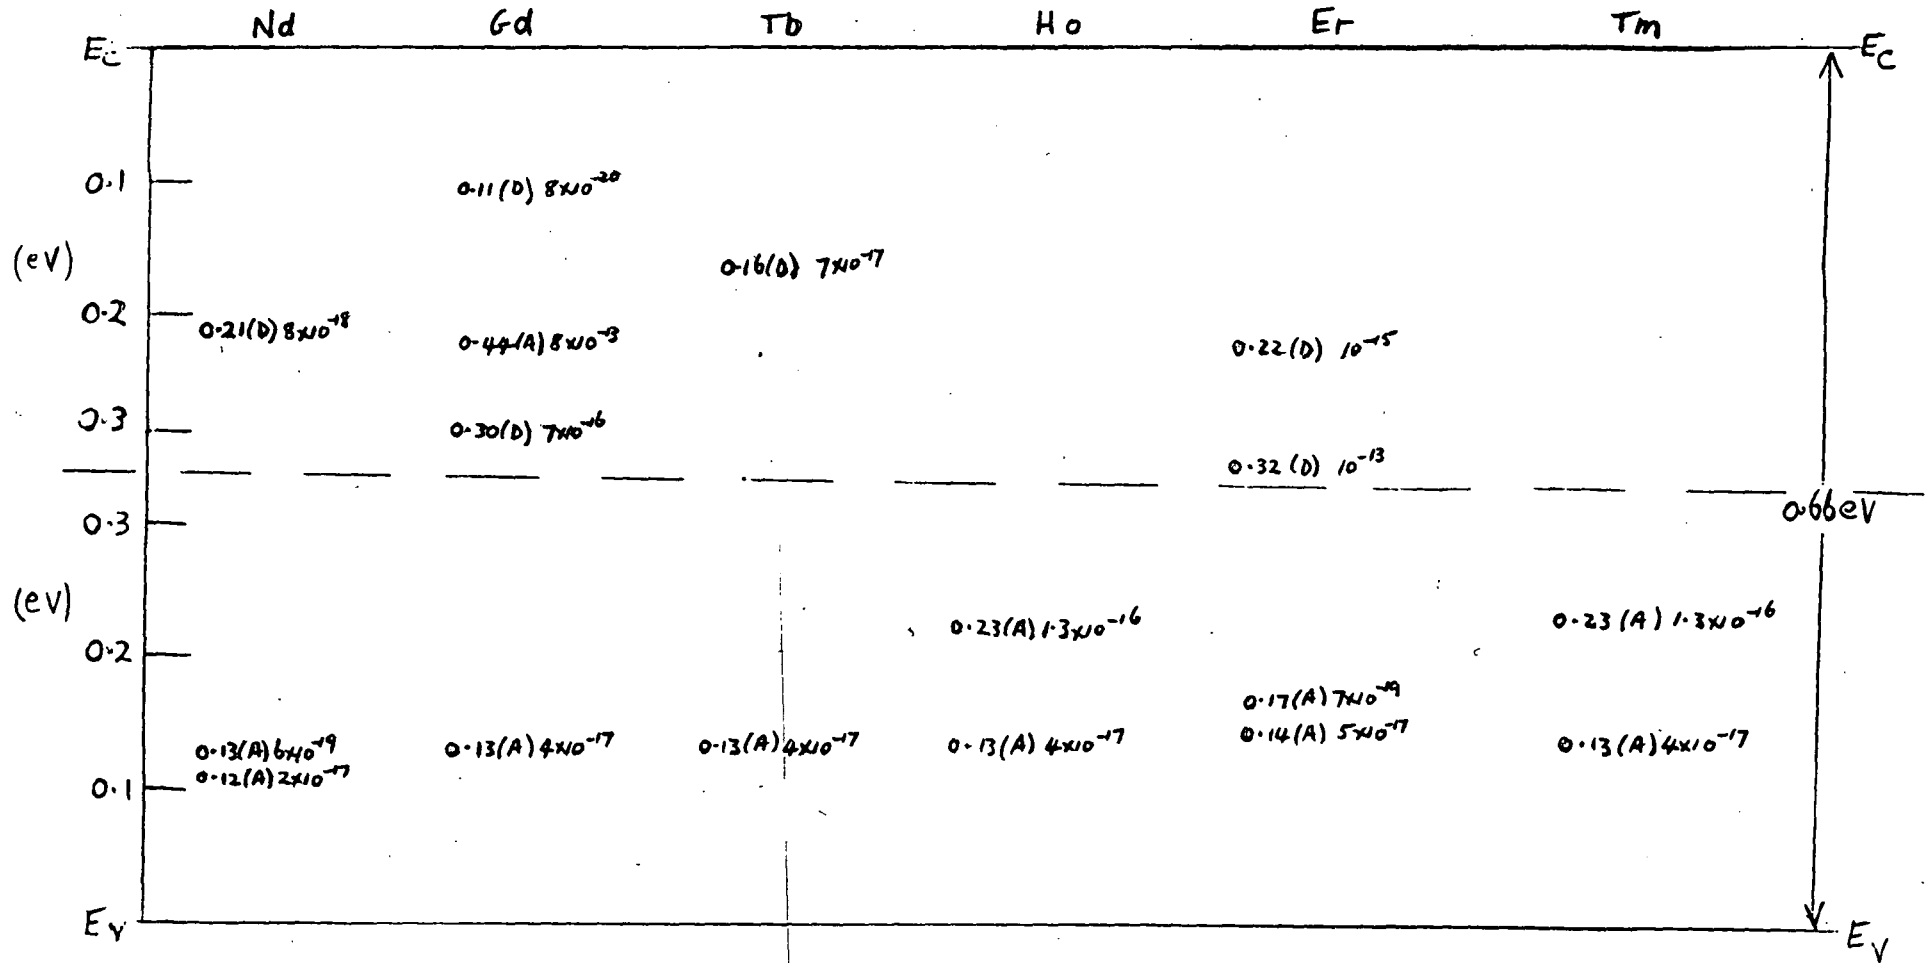 Nd Gd Tb Ho Er Tm
Ec Ec
0.1 0.11(D) 8x10^-20
(eV) 0.16(D) 7x10^-17
0.2 0.21(D) 8x10^-18 0.44(A) 8x10^-13 0.22(D) 10^-15
0.3 0.30(D) 7x10^-16
0.32(D) 10^-13
0.66eV
0.3
(eV) 0.23(A) 1.3x10^-16 0.23(A) 1.3x10^-16
0.2
0.17(A) 7x10^-19
0.13(A) 6x10^-19 0.13(A) 4x10^-17 0.13(A) 4x10^-17 0.13(A) 4x10^-17 0.14(A) 5x10^-17 0.13(A) 4x10^-17
0.12(A) 2x10^-17
0.1
Ev Ev